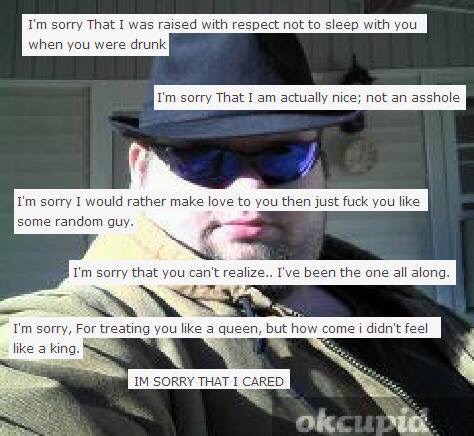 I'm sorry That I was raised with respect not to sleep with you
when you were drunk
I'm sorry That I am actually nice; not an asshole
I'm sorry I would rather make love to you then just fuck you like
some random guy.
I'm sorry that you can't realize.. I've been the one all along.
I'm sorry, For treating you like a queen, but how come i didn't feel
like a king.
IM SORRY THAT I CARED
okcupid